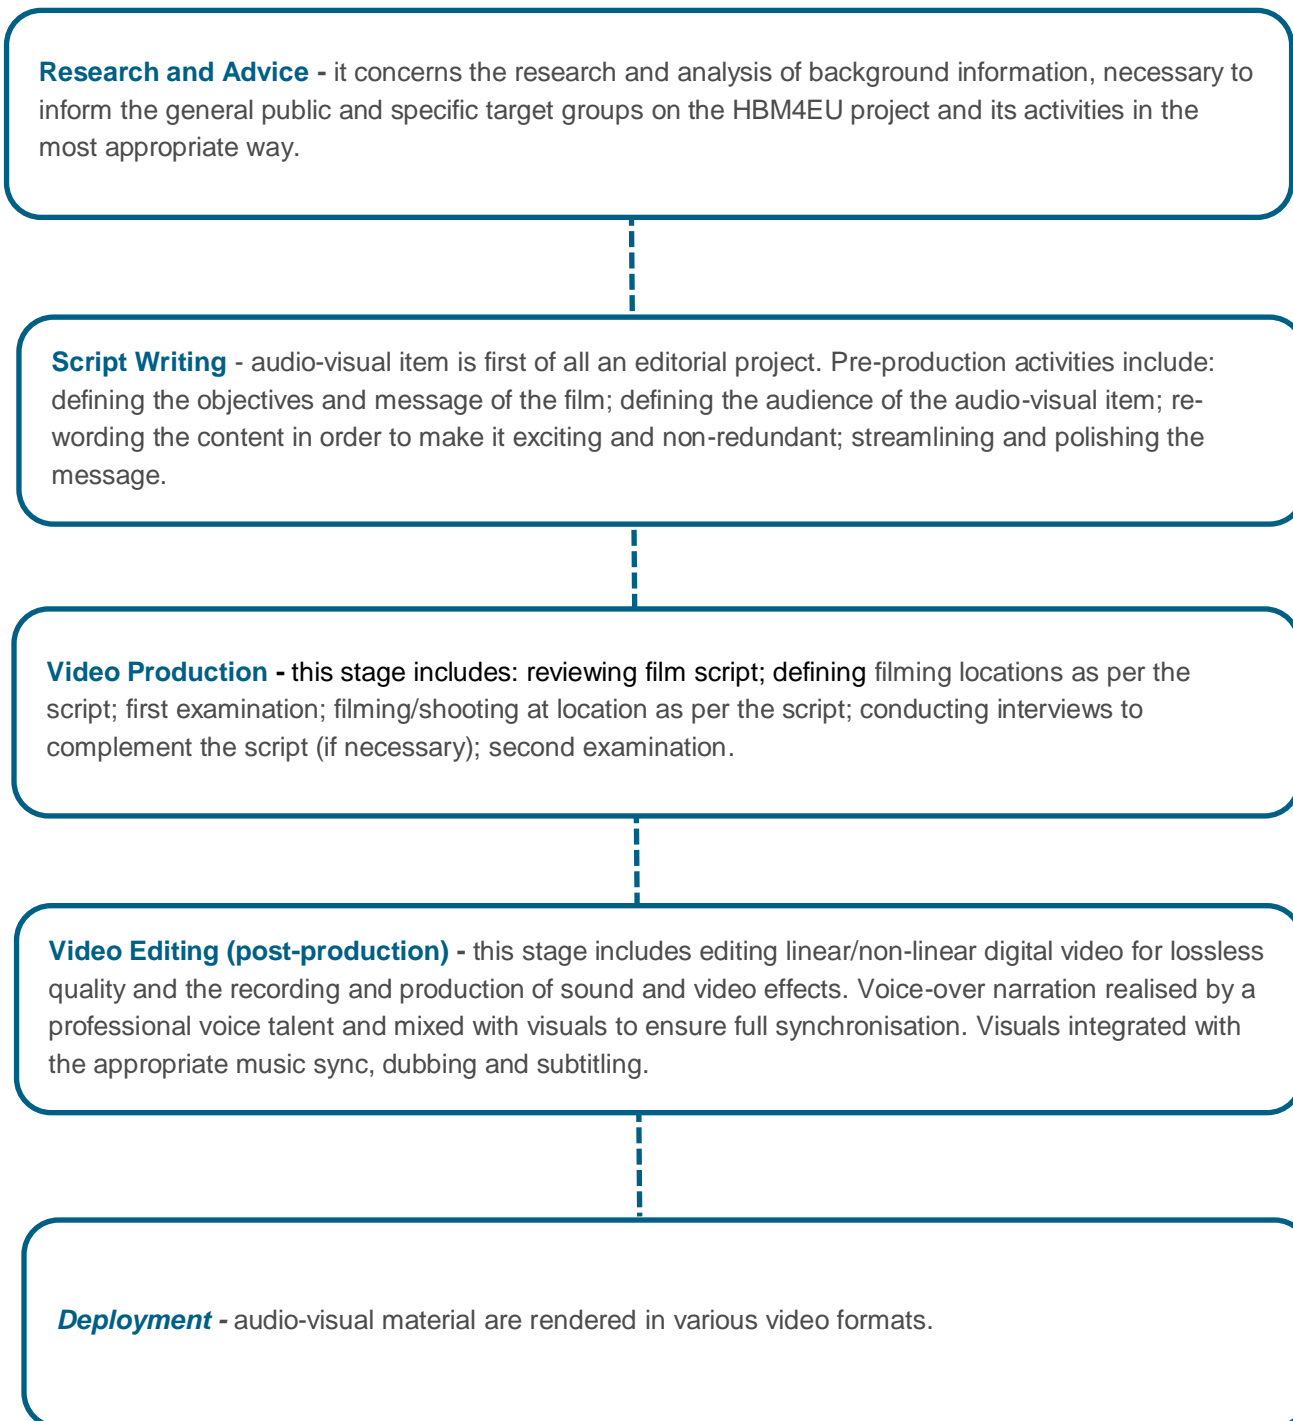 Research and Advice - it concerns the research and analysis of background information, necessary to
inform the general public and specific target groups on the HBM4EU project and its activities in the
most appropriate way.
Script Writing - audio-visual item is first of all an editorial project. Pre-production activities include:
defining the objectives and message of the film; defining the audience of the audio-visual item; re-
wording the content in order to make it exciting and non-redundant; streamlining and polishing the
message.
Video Production - this stage includes: reviewing film script; defining filming locations as per the
script; first examination; filming/shooting at location as per the script; conducting interviews to
complement the script (if necessary); second examination.
Video Editing (post-production) - this stage includes editing linear/non-linear digital video for lossless
quality and the recording and production of sound and video effects. Voice-over narration realised by a
professional voice talent and mixed with visuals to ensure full synchronisation. Visuals integrated with
the appropriate music sync, dubbing and subtitling.
Deployment - audio-visual material are rendered in various video formats.